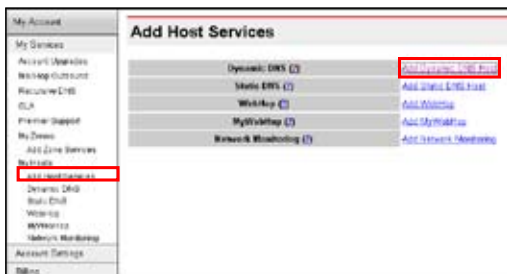 My Account
My Services
Account Upgrades
MailHop Outbound
Recursive DNS
SLA
Premier Support
My Zones
Add Zone Services
My Hosts
Add Host Services
Dynamic DNS
Static DNS
WebHop
MyWebHop
Network Monitoring
Account Settings
Billing
Add Host Services
Dynamic DNS (?) Add Dynamic DNS Host
Static DNS (?) Add Static DNS Host
WebHop (?) Add WebHop
MyWebHop (?) Add MyWebHop
Network Monitoring (?) Add Network Monitoring